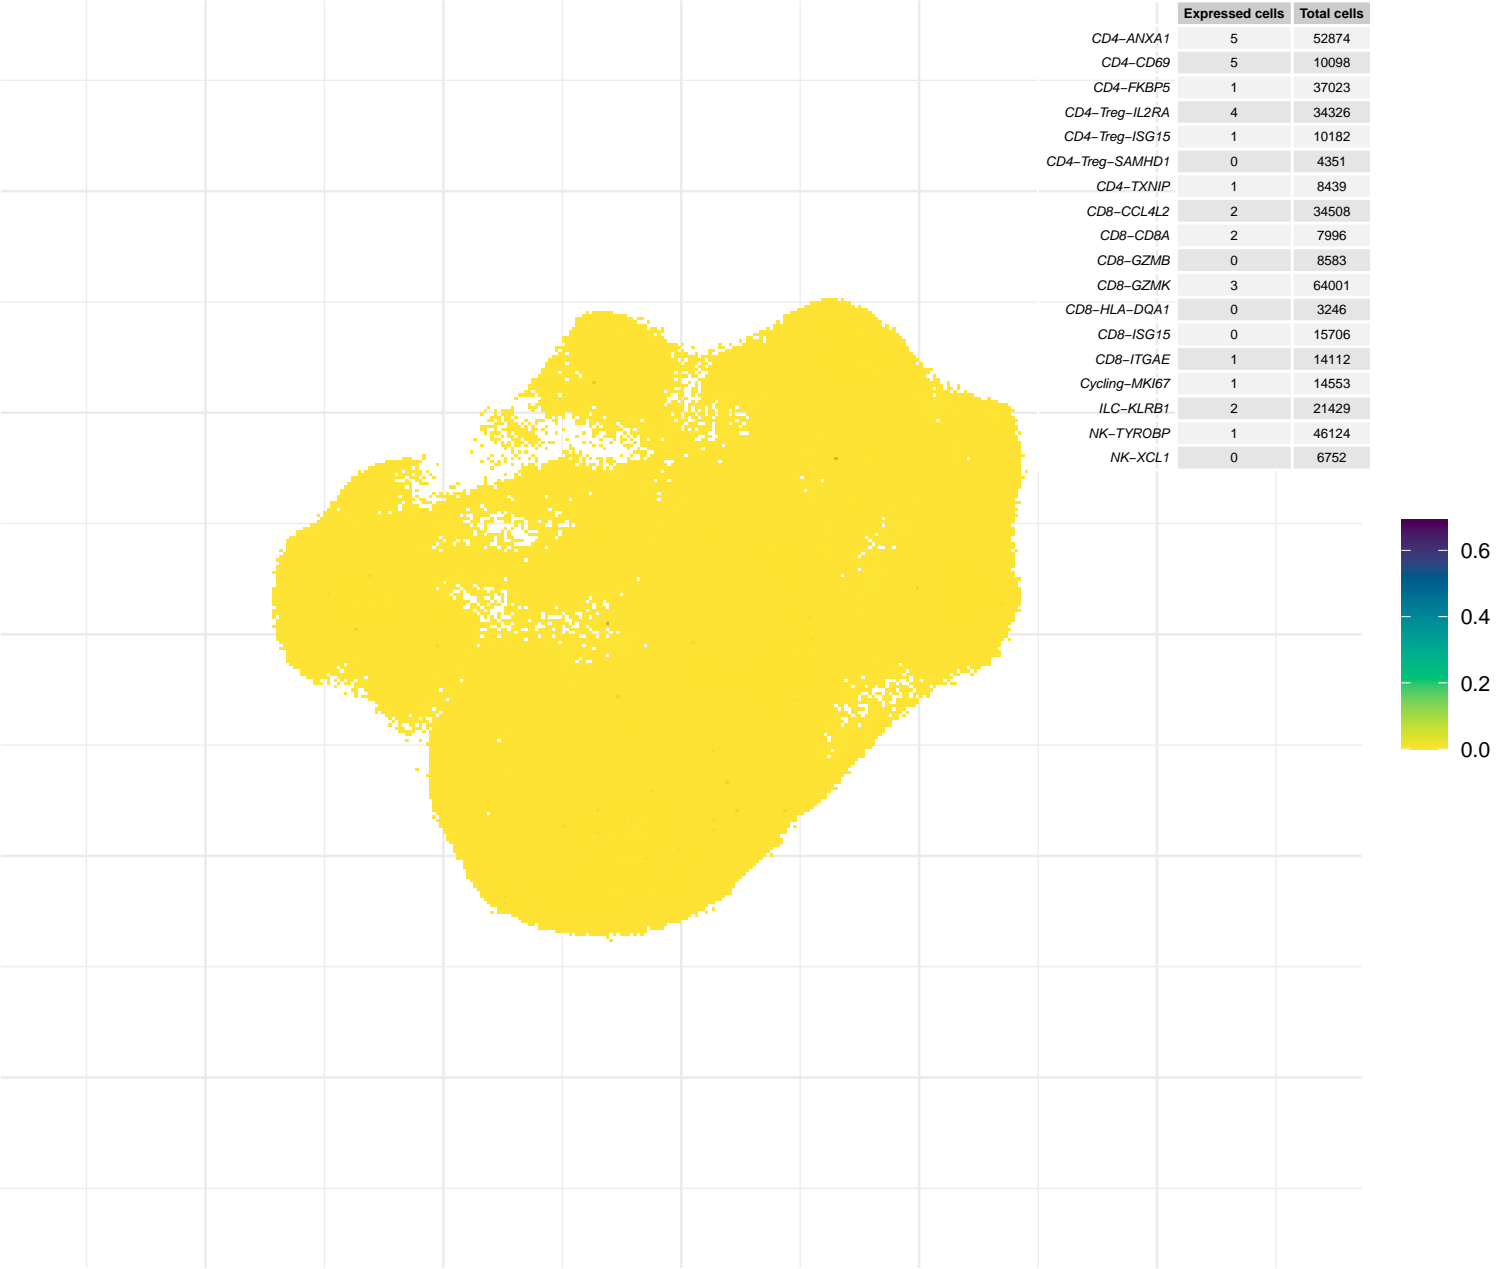 Expressed cells Total cells
CD4−ANXA1 5 52874
CD4−CD69 5 10098
CD4−FKBP5 1 37023
CD4−Treg−IL2RA 4 34326
CD4−Treg−ISG15 1 10182
CD4−Treg−SAMHD1 0 4351
CD4−TXNIP 1 8439
CD8−CCL4L2 2 34508
CD8−CD8A 2 7996
CD8−GZMB 0 8583
CD8−GZMK 3 64001
CD8−HLA−DQA1 0 3246
CD8−ISG15 0 15706
CD8−ITGAE 1 14112
Cycling−MKI67 1 14553
ILC−KLRB1 2 21429
NK−TYROBP 1 46124
NK−XCL1 0 6752
0.6
0.4
0.2
0.0